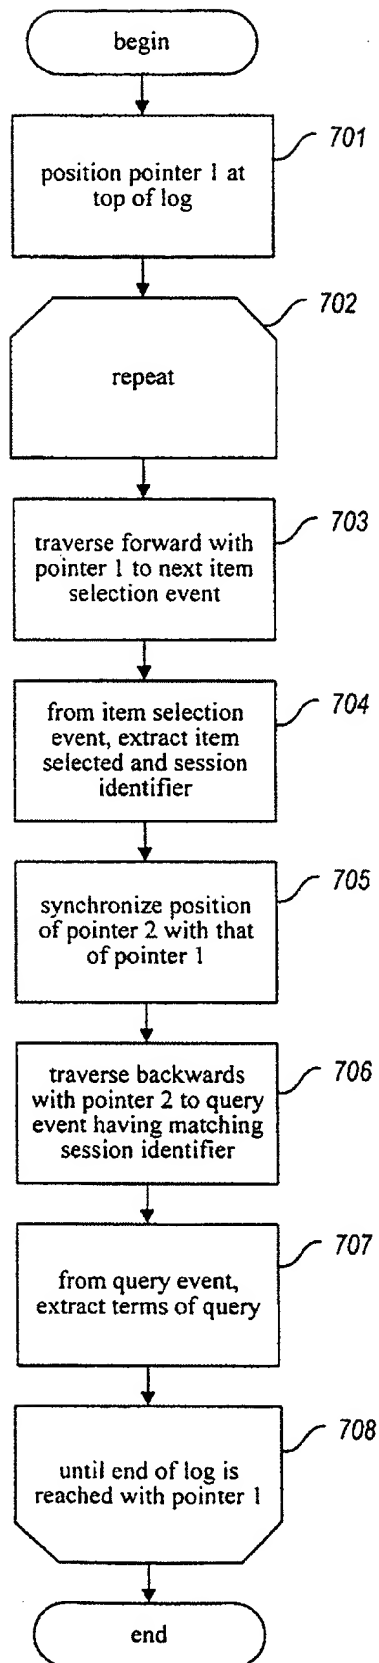 begin
701
position pointer 1 at
top of log
702
repeat
703
traverse forward with
pointer 1 to next item
selection event
704
from item selection
event, extract item
selected and session
identifier
705
synchronize position
of pointer 2 with that
of pointer 1
706
traverse backwards
with pointer 2 to query
event having matching
session identifier
707
from query event,
extract terms of query
708
until end of log is
reached with pointer 1
end